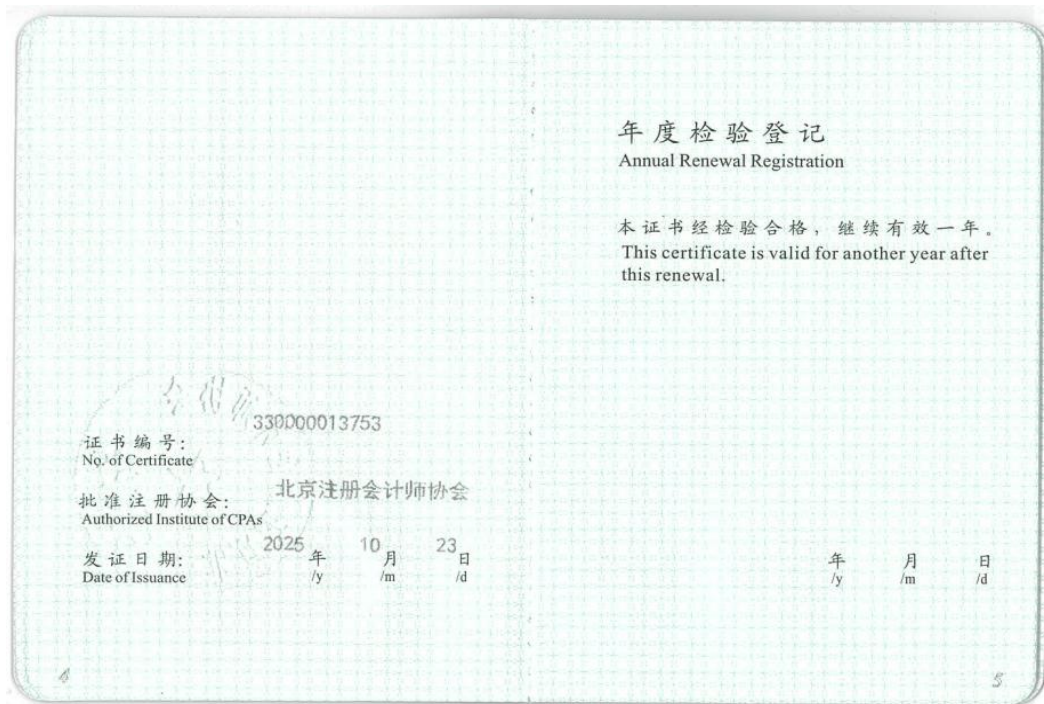 330000013753
证书编号:
No. of Certificate
北京注册会计师协会
批准注册协会:
Authorized Institute of CPAs
2025 年 10 月 23 日
发证日期:
Date of Issuance /y /m /d
4
年度检验登记
Annual Renewal Registration
本证书经检验合格，继续有效一年。
This certificate is valid for another year after
this renewal.
年 月 日
/y /m /d
5